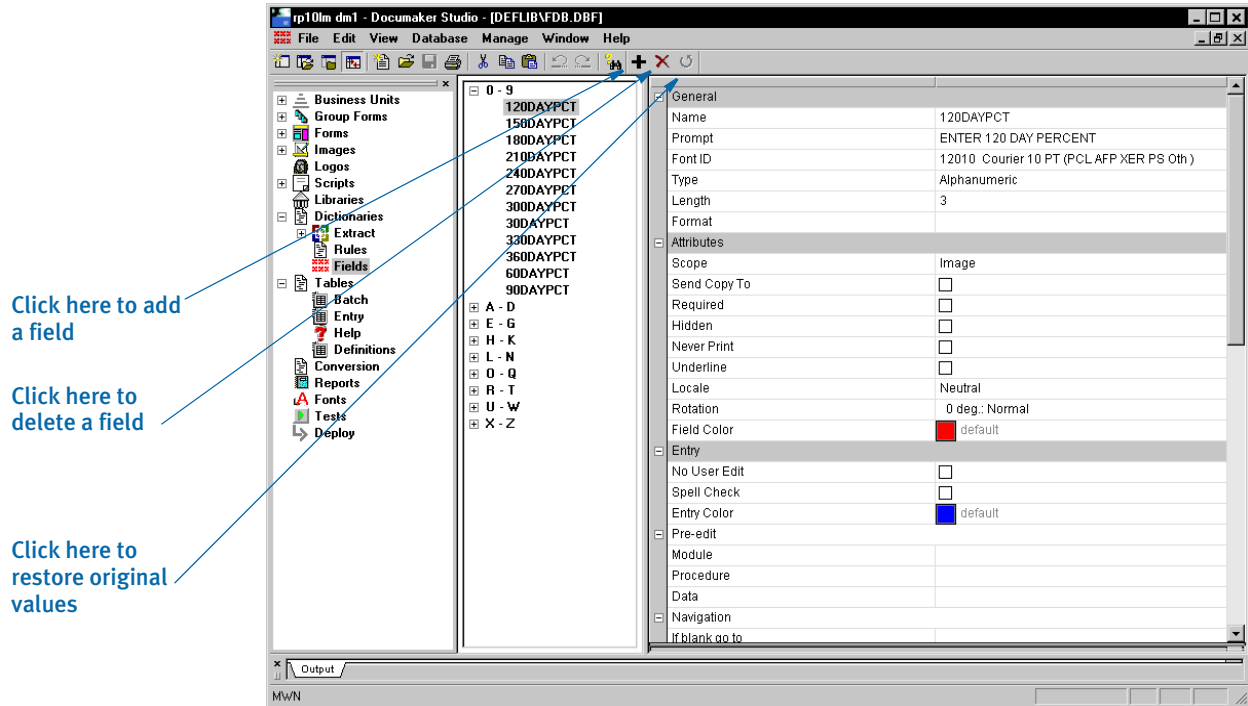 rp10lm dm1 - Documaker Studio - [DEFLIB\FDB.DBF]
File Edit View Database Manage Window Help
Business Units
Group Forms
Forms
Images
Logos
Scripts
Libraries
Dictionaries
Extract
Rules
Fields
Tables
Batch
Entry
Help
Definitions
Conversion
Reports
Fonts
Tests
Deploy
0 - 9
120DAYPCT
150DAYPCT
180DAYPCT
210DAYPCT
240DAYPCT
270DAYPCT
300DAYPCT
30DAYPCT
330DAYPCT
360DAYPCT
60DAYPCT
90DAYPCT
A - D
E - G
H - K
L - N
O - Q
R - T
U - W
X - Z
General
Name 120DAYPCT
Prompt ENTER 120 DAY PERCENT
Font ID 12010 Courier 10 PT (PCL AFP XER PS Oth )
Type Alphanumeric
Length 3
Format
Attributes
Scope Image
Send Copy To
Required
Hidden
Never Print
Underline
Locale Neutral
Rotation 0 deg.: Normal
Field Color default
Entry
No User Edit
Spell Check
Entry Color default
Pre-edit
Module
Procedure
Data
Navigation
If blank go to
Click here to add
a field
Click here to
delete a field
Click here to
restore original
values
Output
MWN